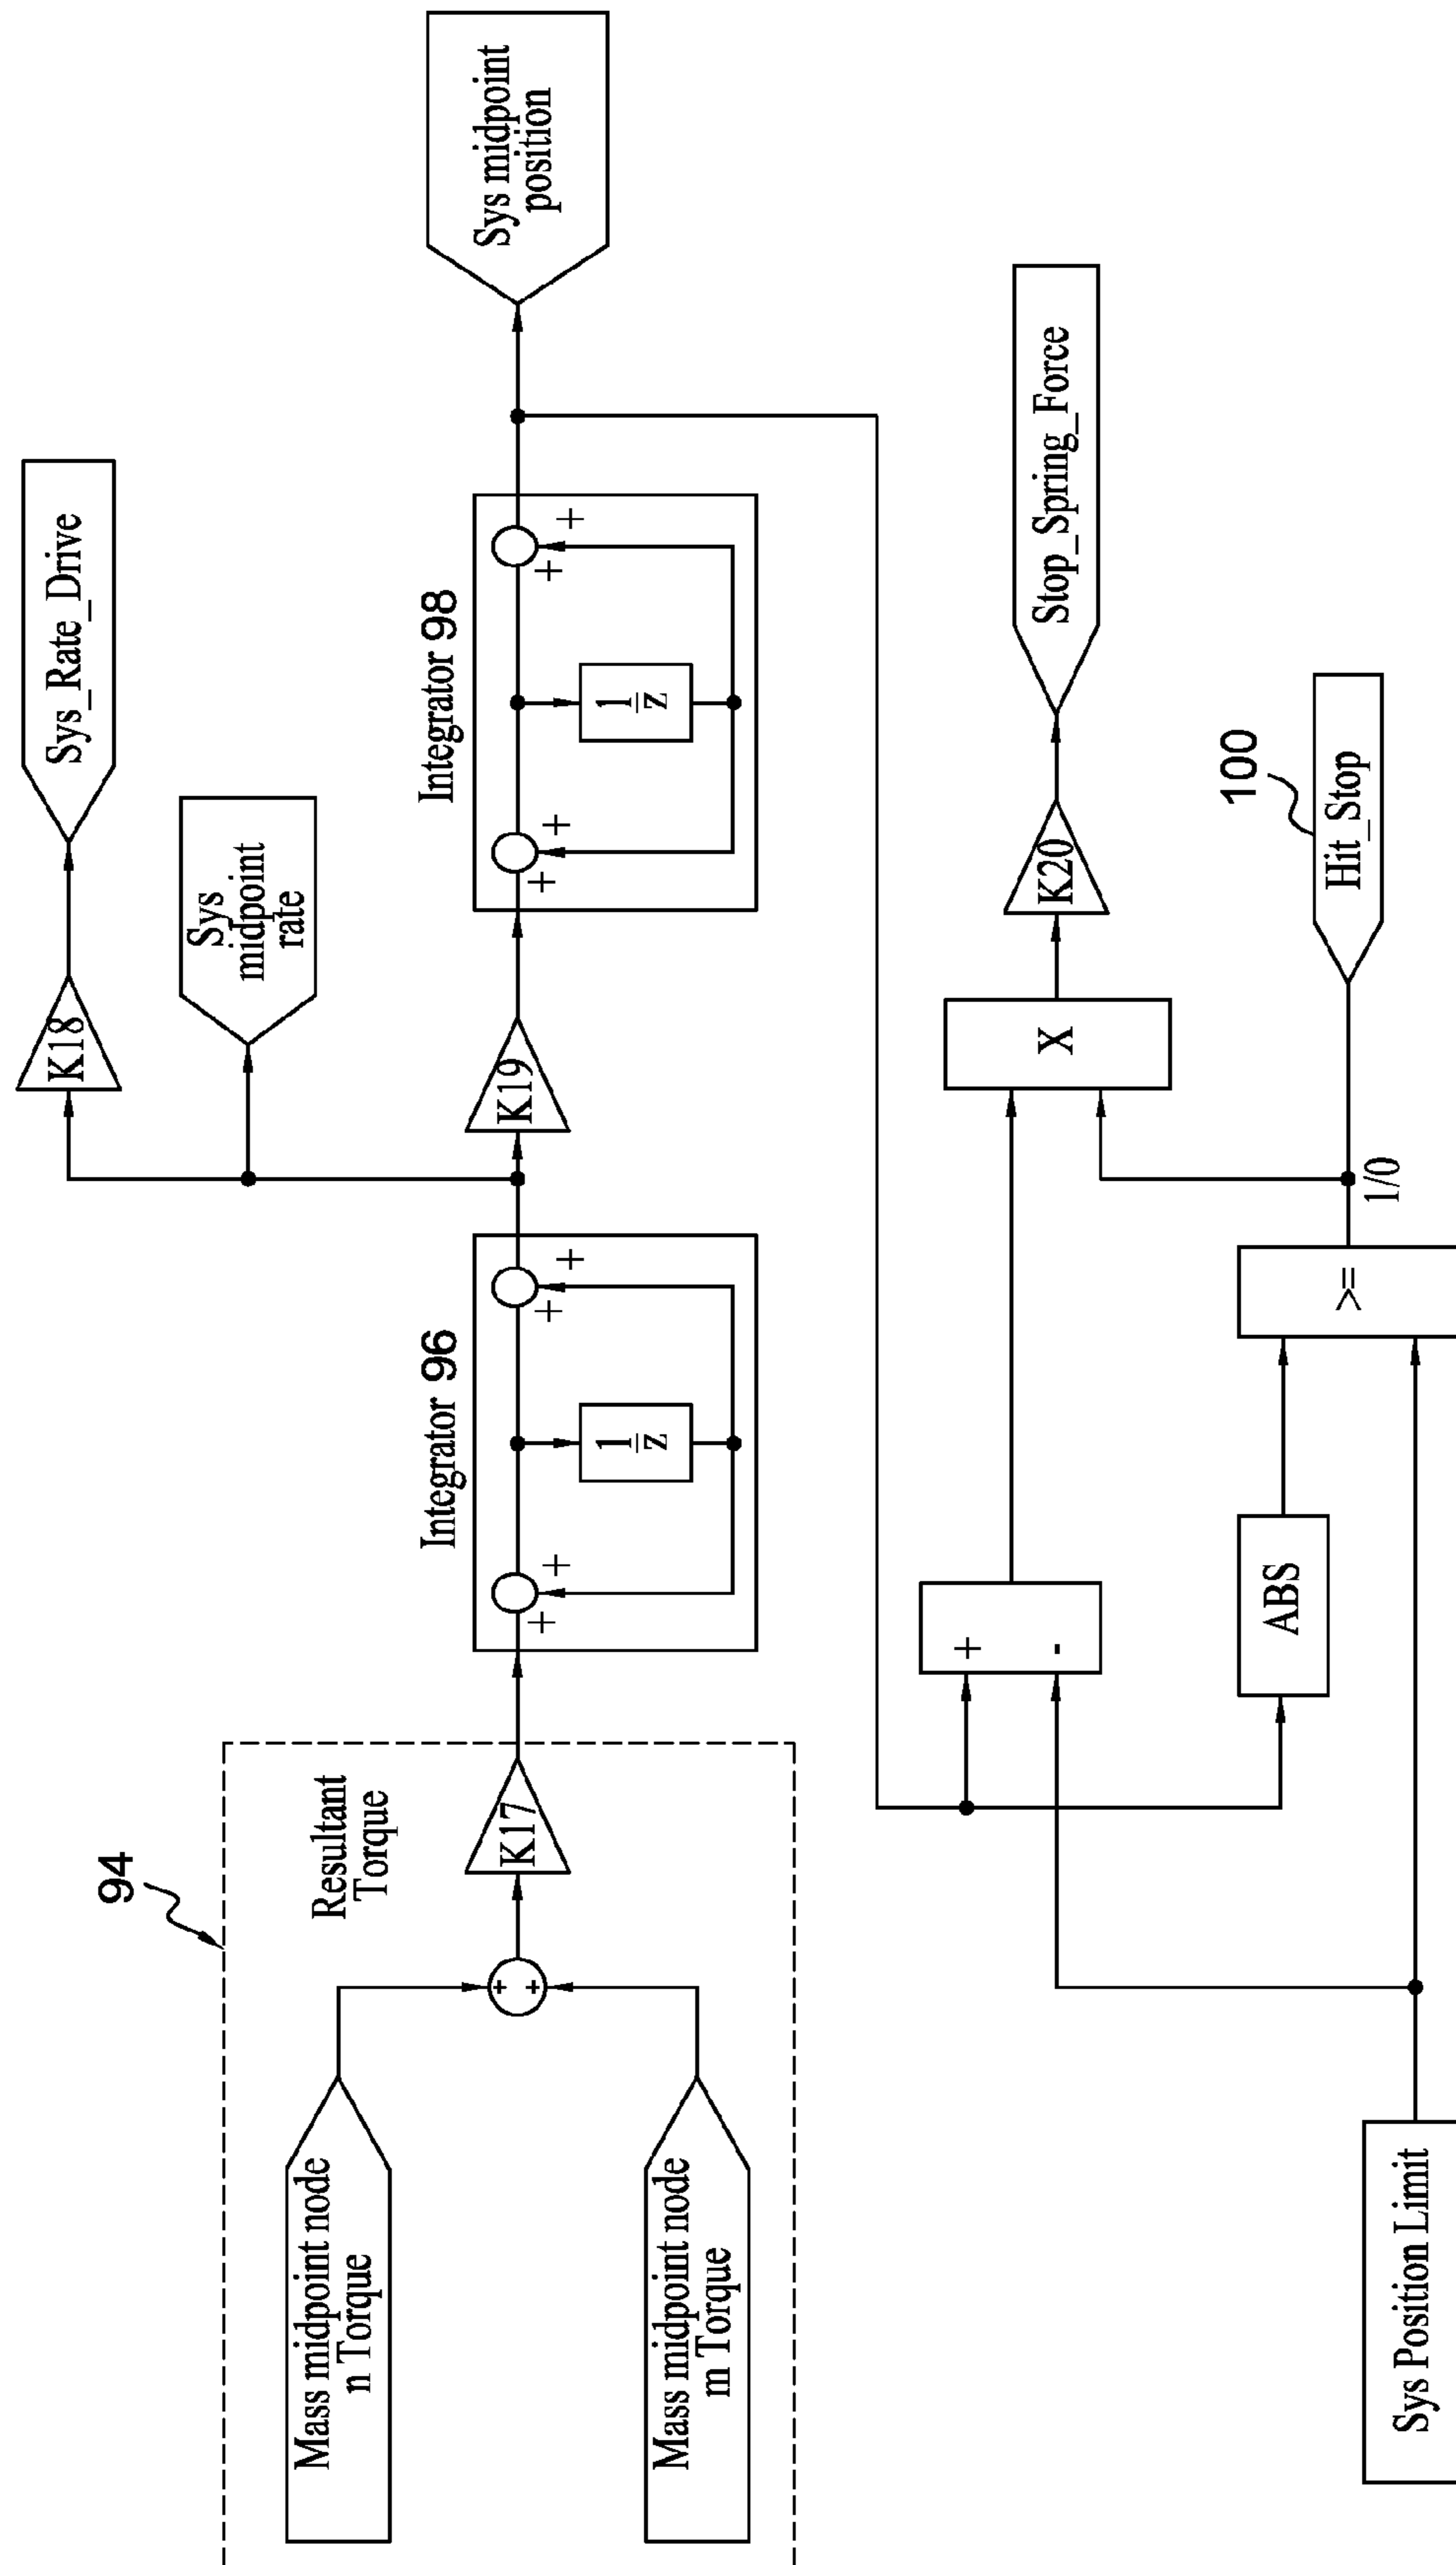 94
Mass midpoint node
n Torque
Mass midpoint node
m Torque
+
+
Resultant
Torque
K17
Integrator 96
+
+
1
z
+
+
K18
Sys_Rate_Drive
Sys
midpoint
rate
K19
Integrator 98
+
+
1
z
+
+
Sys midpoint
position
Sys Position Limit
+
-
ABS
>=
1/0
X
K20
Stop_Spring_Force
100
Hit_Stop